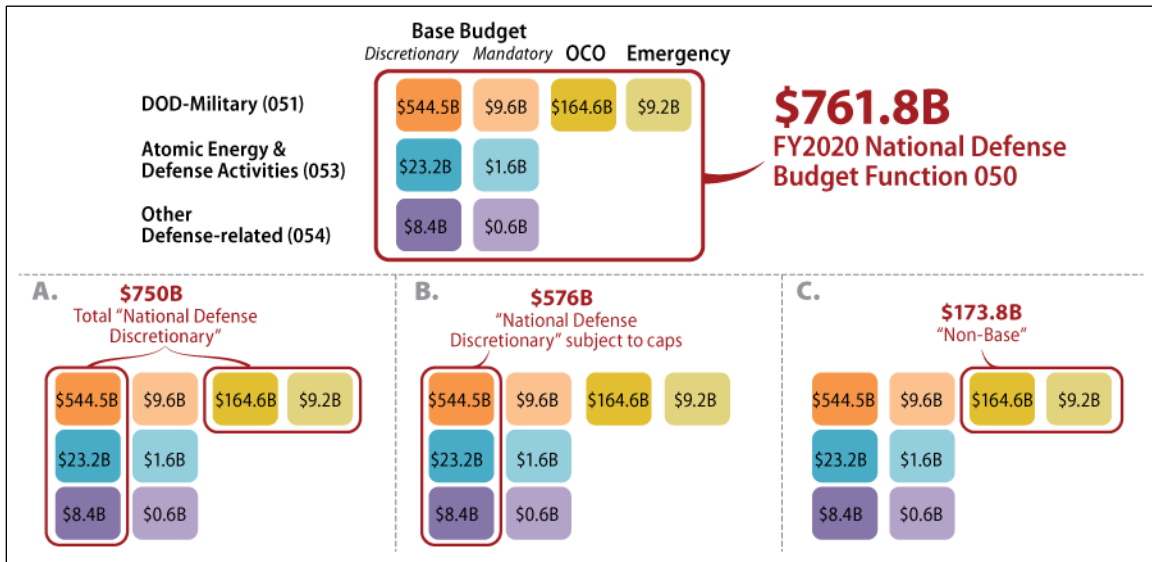 Base Budget
Discretionary Mandatory OCO Emergency
DOD-Military (051) $544.5B $9.6B $164.6B $9.2B
Atomic Energy &
Defense Activities (053) $23.2B $1.6B
Other
Defense-related (054) $8.4B $0.6B
$761.8B
FY2020 National Defense
Budget Function 050
A.
$750B
Total “National Defense
Discretionary”
$544.5B $9.6B $164.6B $9.2B
$23.2B $1.6B
$8.4B $0.6B
B.
$576B
“National Defense
Discretionary” subject to caps
$544.5B $9.6B $164.6B $9.2B
$23.2B $1.6B
$8.4B $0.6B
C.
$173.8B
“Non-Base”
$544.5B $9.6B $164.6B $9.2B
$23.2B $1.6B
$8.4B $0.6B